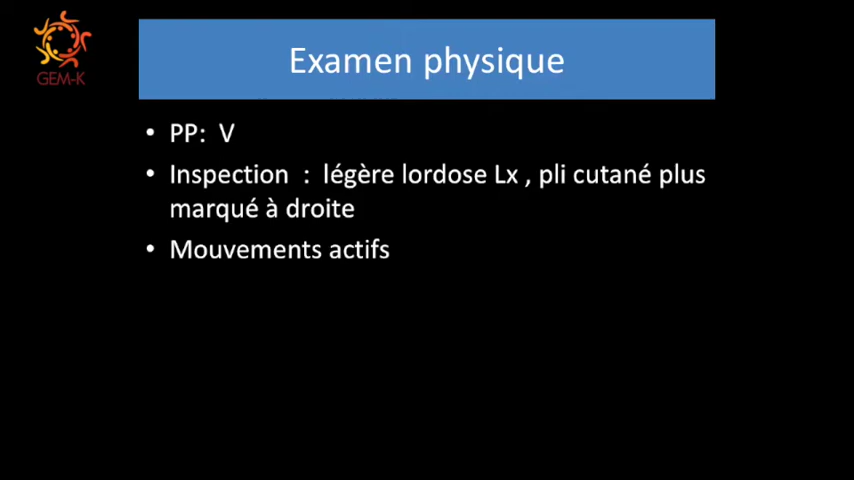 GEM-K
Examen physique
• PP: V
• Inspection : légère lordose Lx , pli cutané plus
marqué à droite
• Mouvements actifs